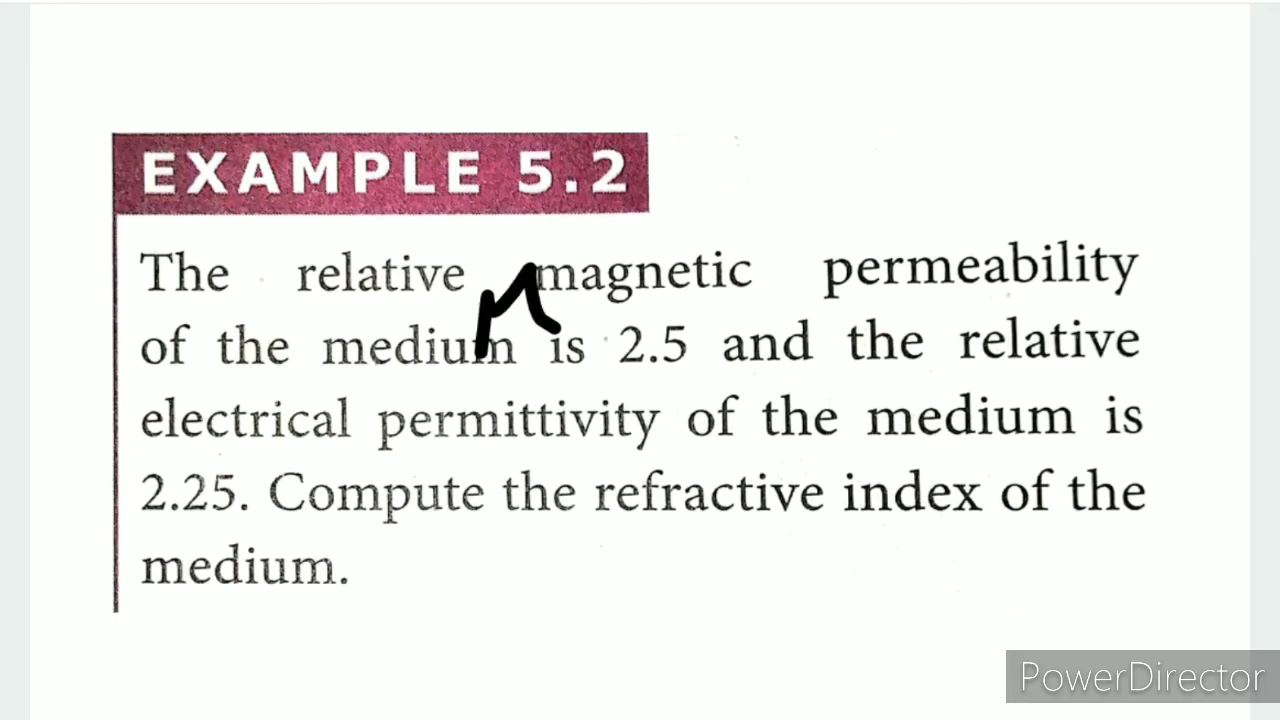 EXAMPLE 5.2
The relative magnetic permeability
of the medium is 2.5 and the relative
electrical permittivity of the medium is
2.25. Compute the refractive index of the
medium.
PowerDirector